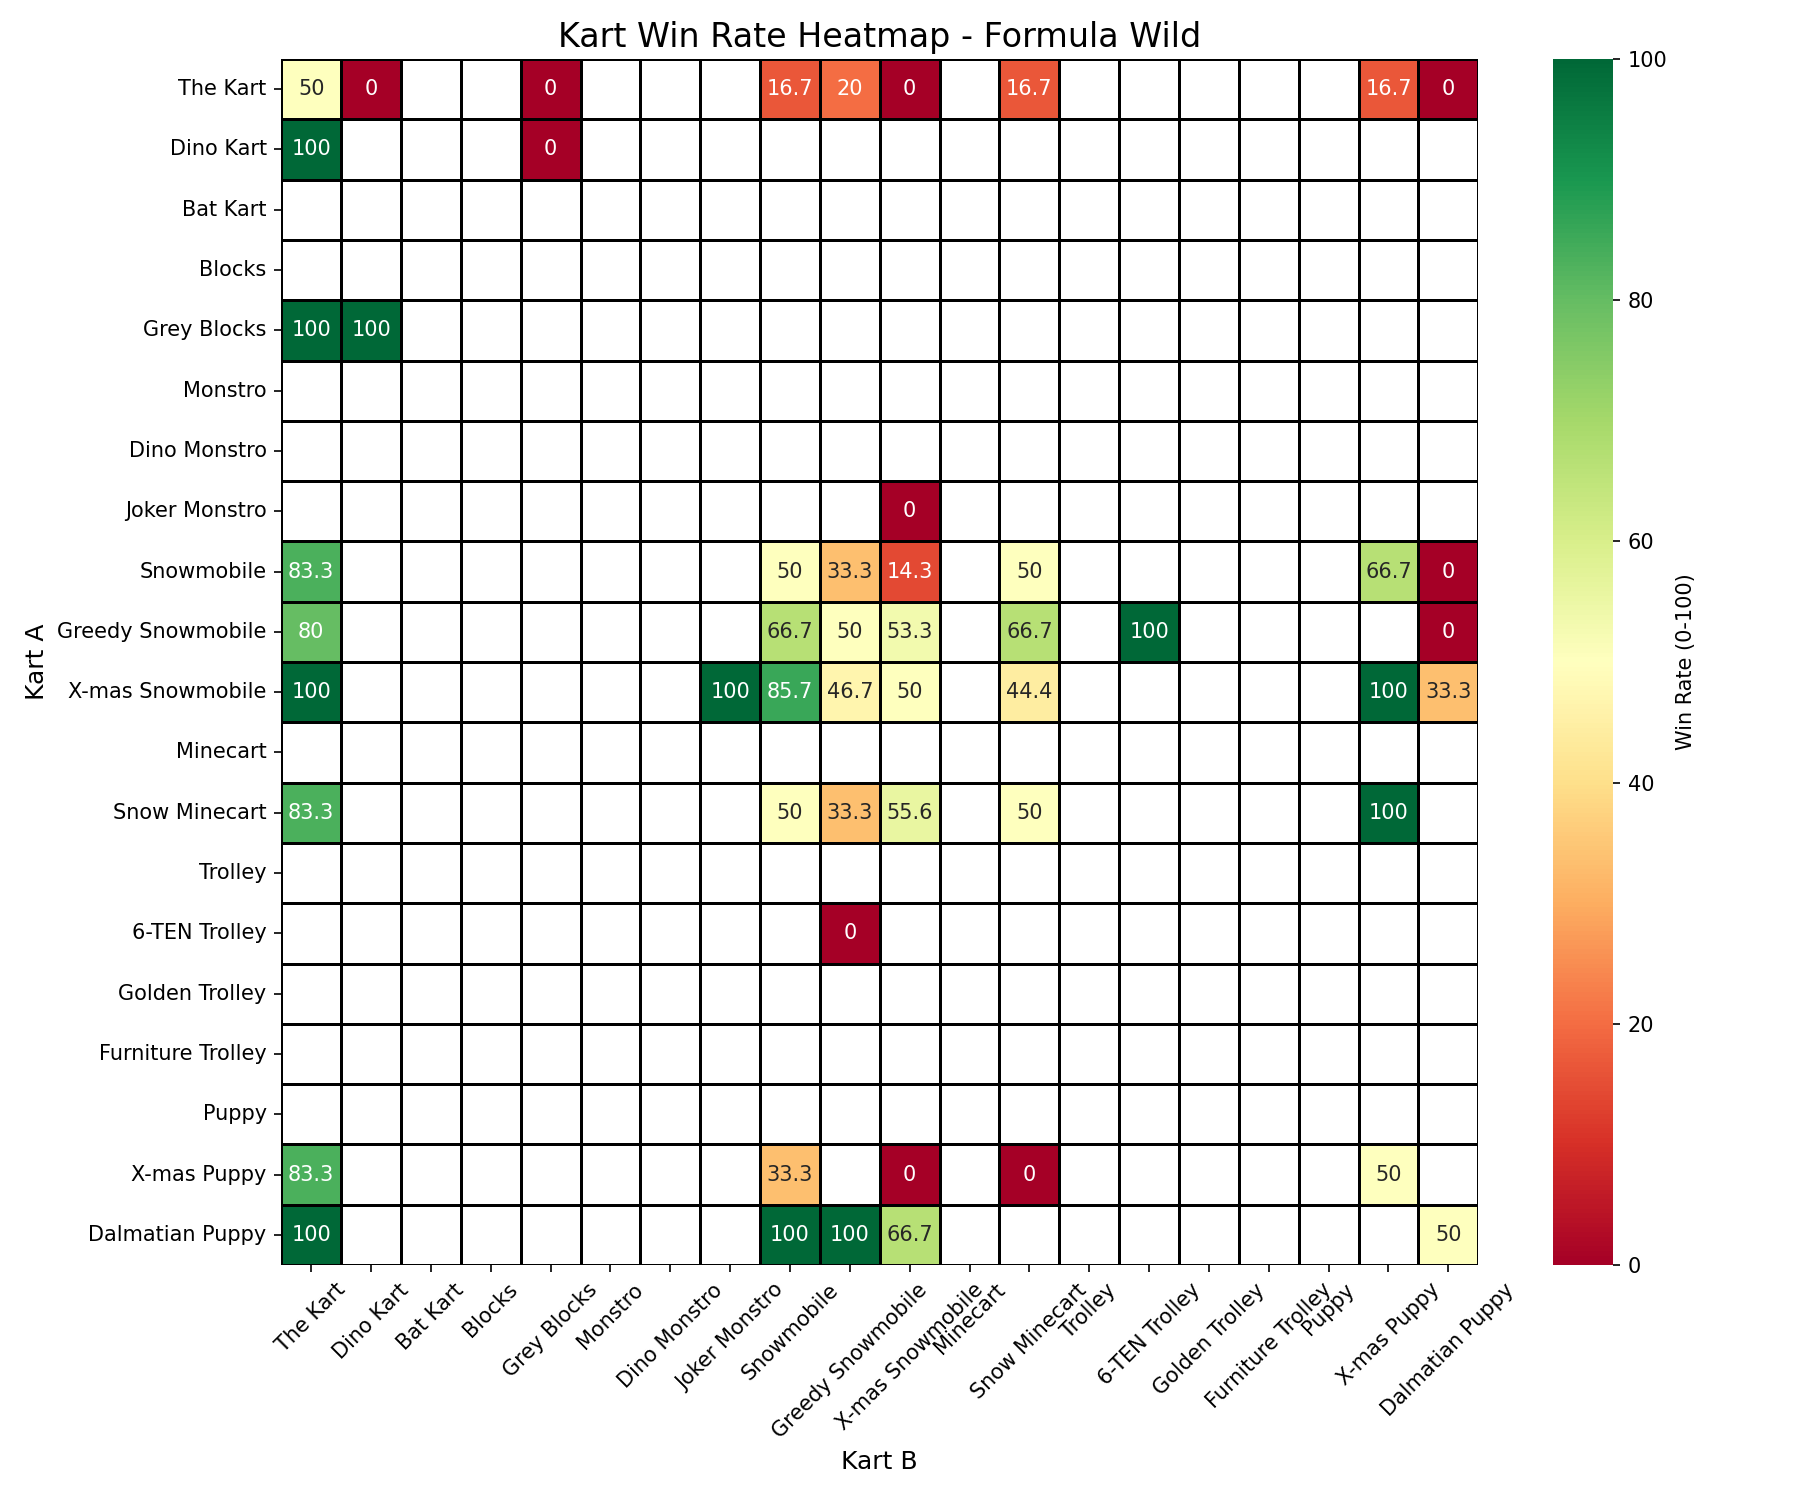 Kart Win Rate Heatmap - Formula Wild
The Kart 50 0 0 16.7 20 0 16.7 16.7 0
Dino Kart 100 0
Bat Kart
Blocks
Grey Blocks 100 100
Monstro
Dino Monstro
Joker Monstro 0
Snowmobile 83.3 50 33.3 14.3 50 66.7 0
Greedy Snowmobile 80 66.7 50 53.3 66.7 100 0
X-mas Snowmobile 100 100 85.7 46.7 50 44.4 100 33.3
Minecart
Snow Minecart 83.3 50 33.3 55.6 50 100
Trolley
6-TEN Trolley 0
Golden Trolley
Furniture Trolley
Puppy
X-mas Puppy 83.3 33.3 0 0 50
Dalmatian Puppy 100 100 100 66.7 50
Kart A
The Kart
Dino Kart
Bat Kart
Blocks
Grey Blocks
Monstro
Dino Monstro
Joker Monstro
Snowmobile
Greedy Snowmobile
X-mas Snowmobile
Minecart
Snow Minecart
Trolley
6-TEN Trolley
Golden Trolley
Furniture Trolley
Puppy
X-mas Puppy
Dalmatian Puppy
Kart B
100
80
60
40
20
0
Win Rate (0-100)